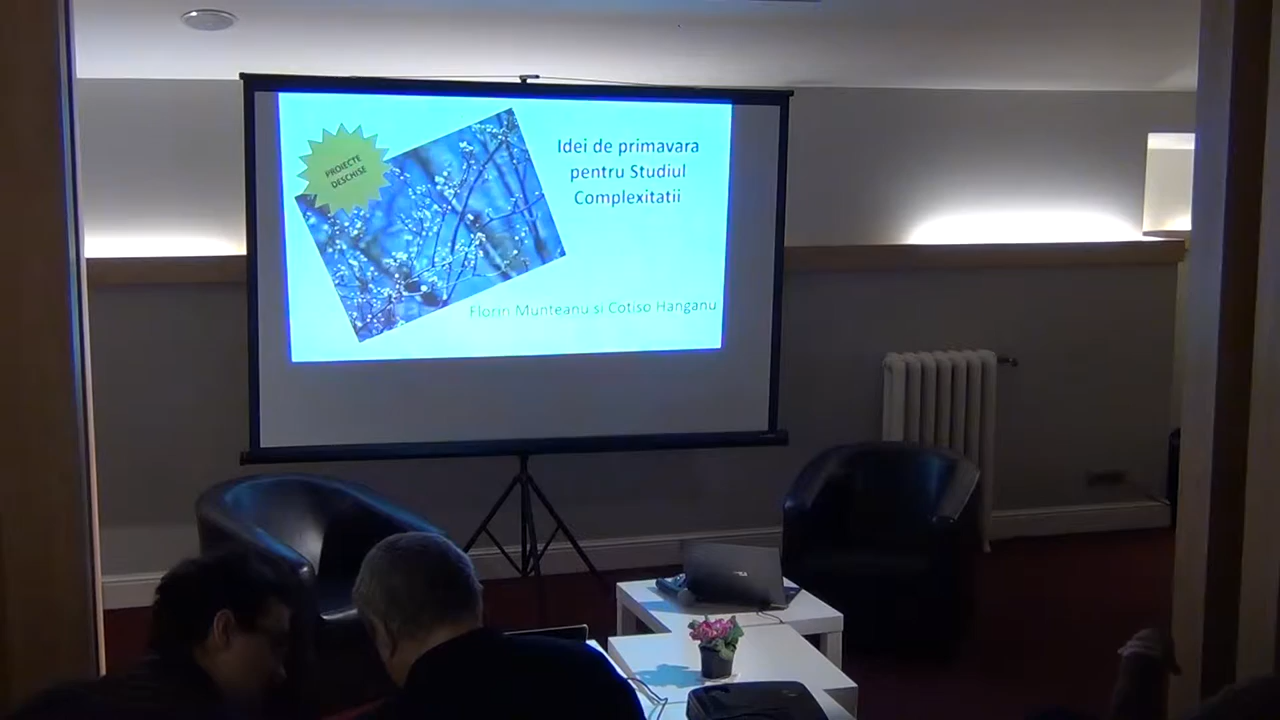 PROIECTE
DESCHISE
Idei de primavara
pentru Studiul
Complexitatii
Florin Munteanu si Cotiso Hanganu